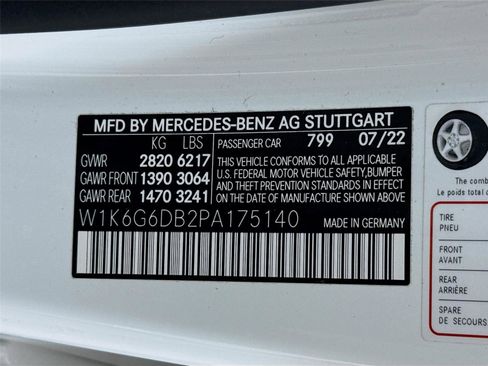 MFD BY MERCEDES-BENZ AG STUTTGART
KG LBS PASSENGER CAR 799 07/22
GVWR 2820 6217
GAWR FRONT 1390 3064
GAWR REAR 1470 3241
THIS VEHICLE CONFORMS TO ALL APPLICABLE
U.S. FEDERAL MOTOR VEHICLE SAFETY,BUMPER
AND THEFT PREVENTION STANDARDS IN EFFECT
ON THE DATE OF MANUFACTURE SHOWN ABOVE
W1K6G6DB2PA175140 MADE IN GERMANY
The comb
Le poids total c
TIRE
PNEU
FRONT
AVANT
REAR
ARRIÈRE
SPARE
DE SECOURS